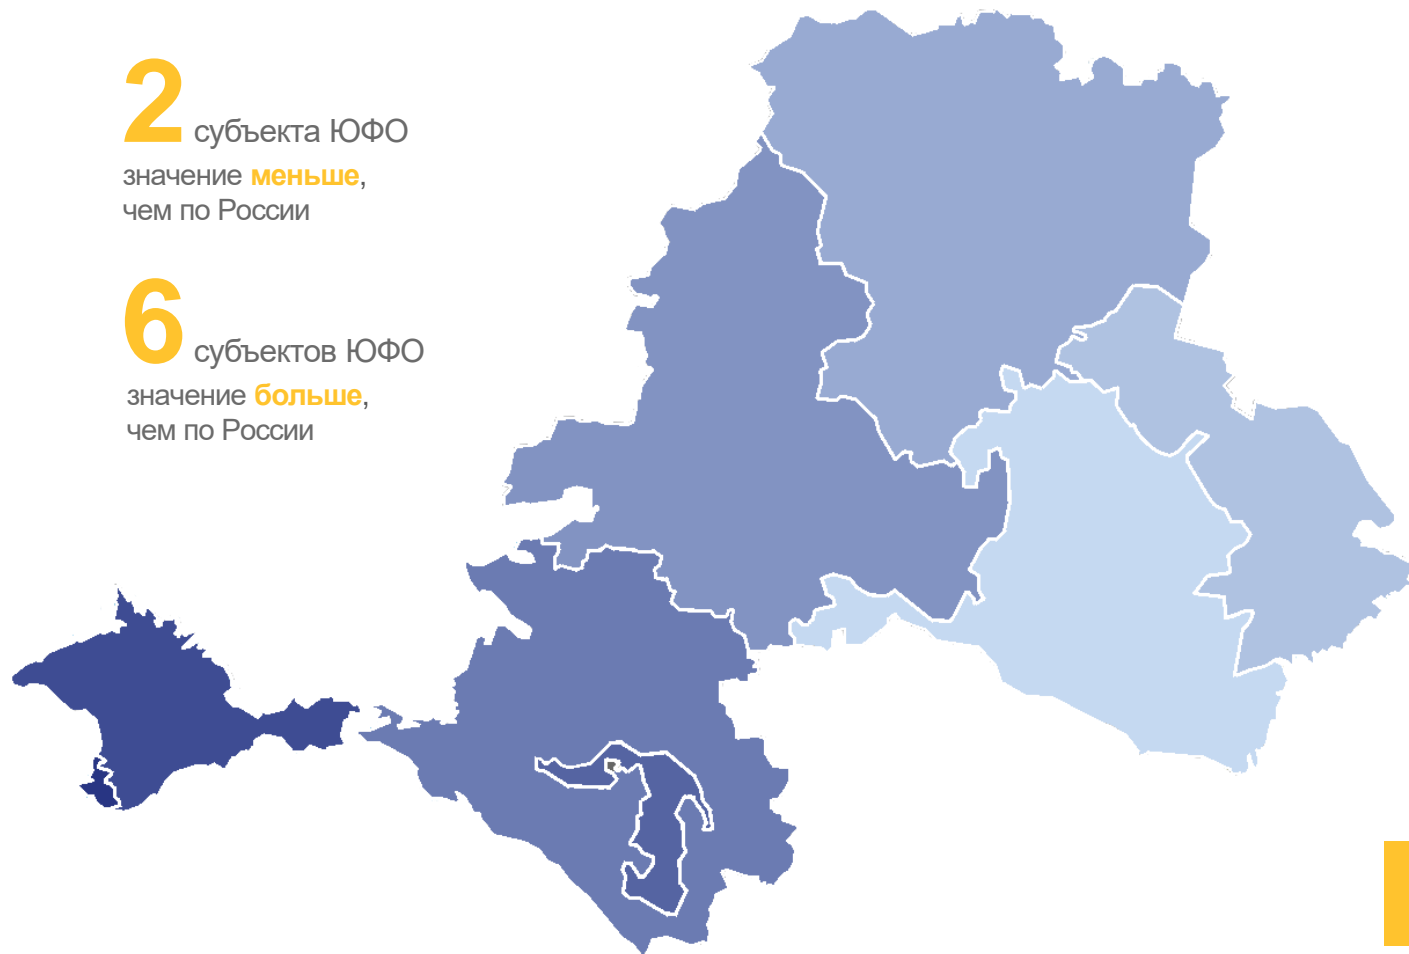 2 субъекта ЮФО
значение меньше,
чем по России
6 субъектов ЮФО
значение больше,
чем по России